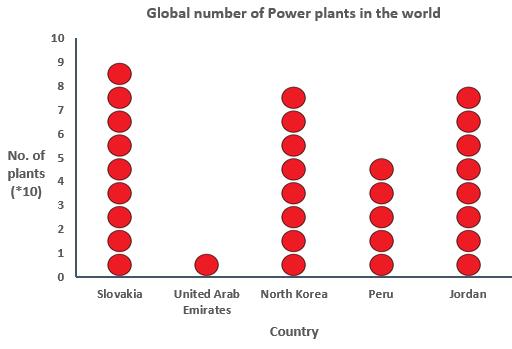 Global number of Power plants in the world
10
9
8
7
6
5
4
3
2
1
0
No. of
plants
(*10)
Slovakia
United Arab
Emirates
North Korea
Peru
Jordan
Country